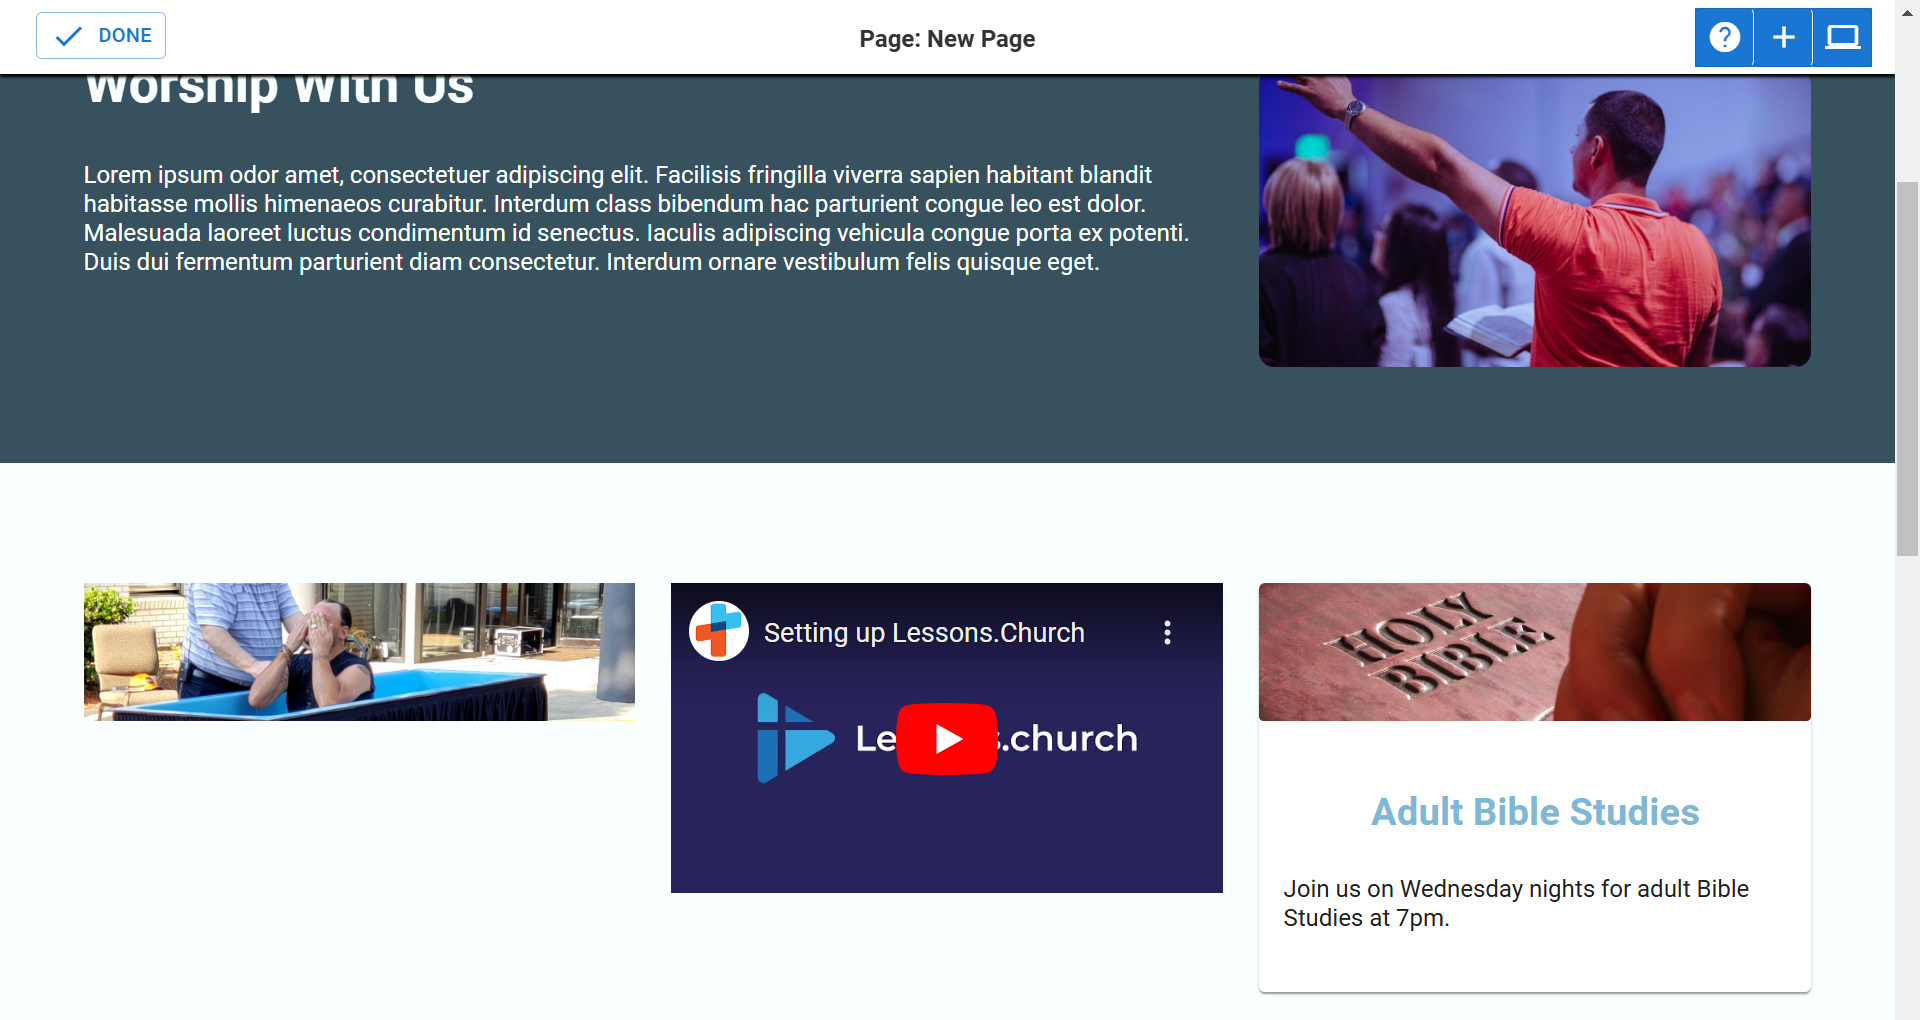 DONE
Page: New Page
Worship With Us
Lorem ipsum odor amet, consectetuer adipiscing elit. Facilisis fringilla viverra sapien habitant blandit
habitasse mollis himenaeos curabitur. Interdum class bibendum hac parturient congue leo est dolor.
Malesuada laoreet luctus condimentum id senectus. Iaculis adipiscing vehicula congue porta ex potenti.
Duis dui fermentum parturient diam consectetur. Interdum ornare vestibulum felis quisque eget.
Setting up Lessons.Church
Le s.church
HOLY
BIBLE
Adult Bible Studies
Join us on Wednesday nights for adult Bible
Studies at 7pm.